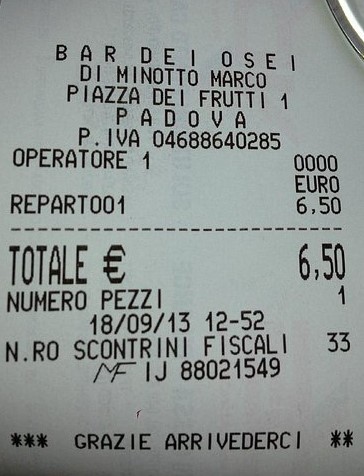 BAR DEI OSEI
DI MINOTTO MARCO
PIAZZA DEI FRUTTI 1
PADOVA
P.IVA 04688640285
OPERATORE 1 0000
EURO
REPARTO01 6,50
--------------------------------
TOTALE € 6,50
NUMERO PEZZI 1
18/09/13 12-52
N.RO SCONTRINI FISCALI 33
MF IJ 88021549
*** GRAZIE ARRIVEDERCI **